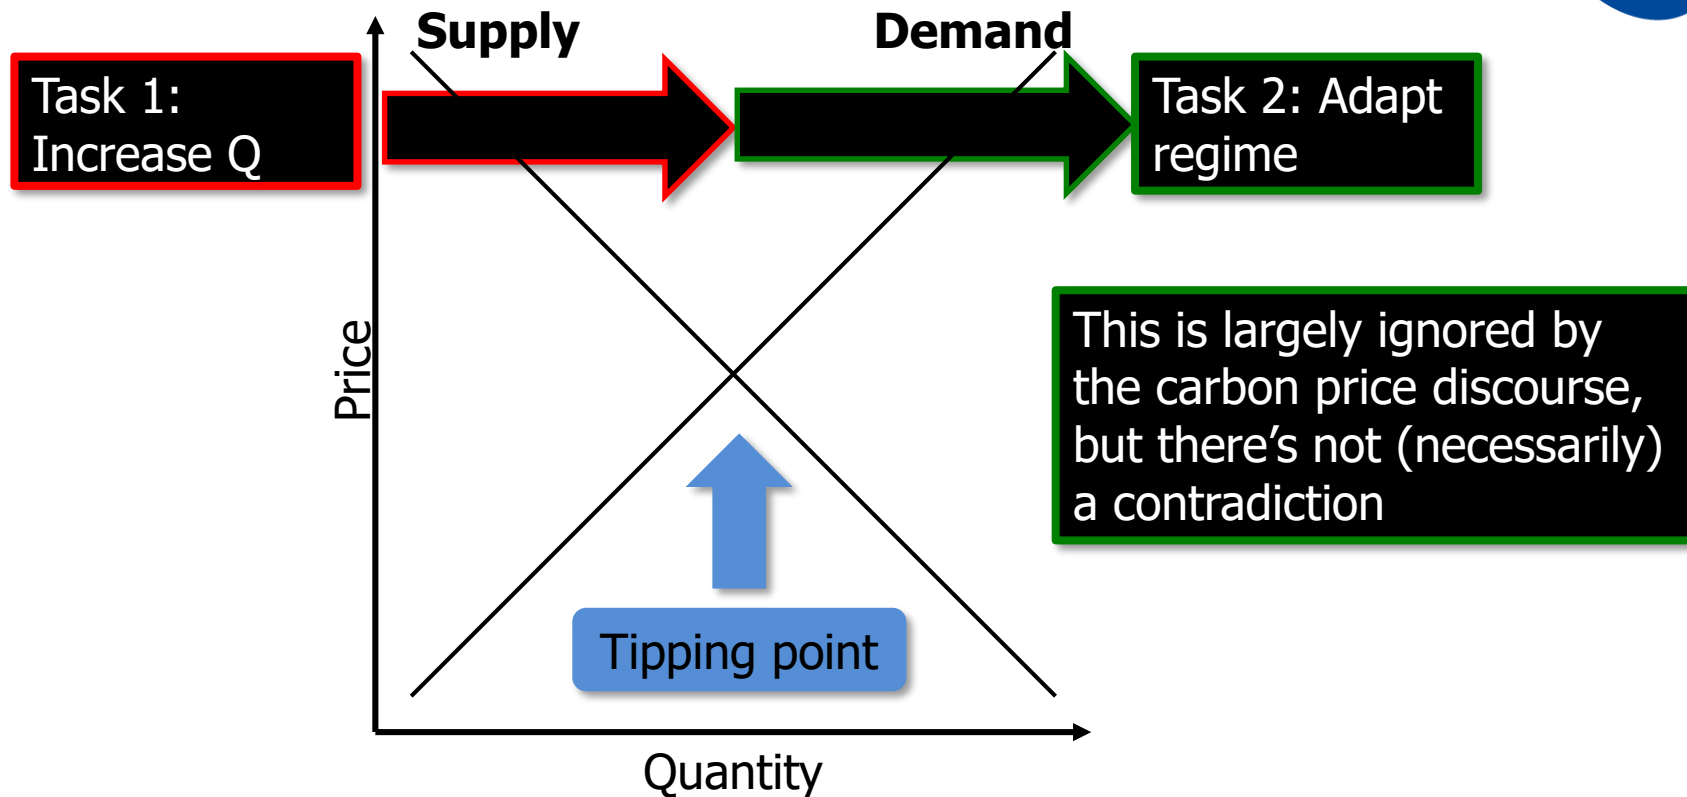 Supply
Demand
Task 1:
Increase Q
Task 2: Adapt
regime
Price
This is largely ignored by
the carbon price discourse,
but there’s not (necessarily)
a contradiction
Tipping point
Quantity